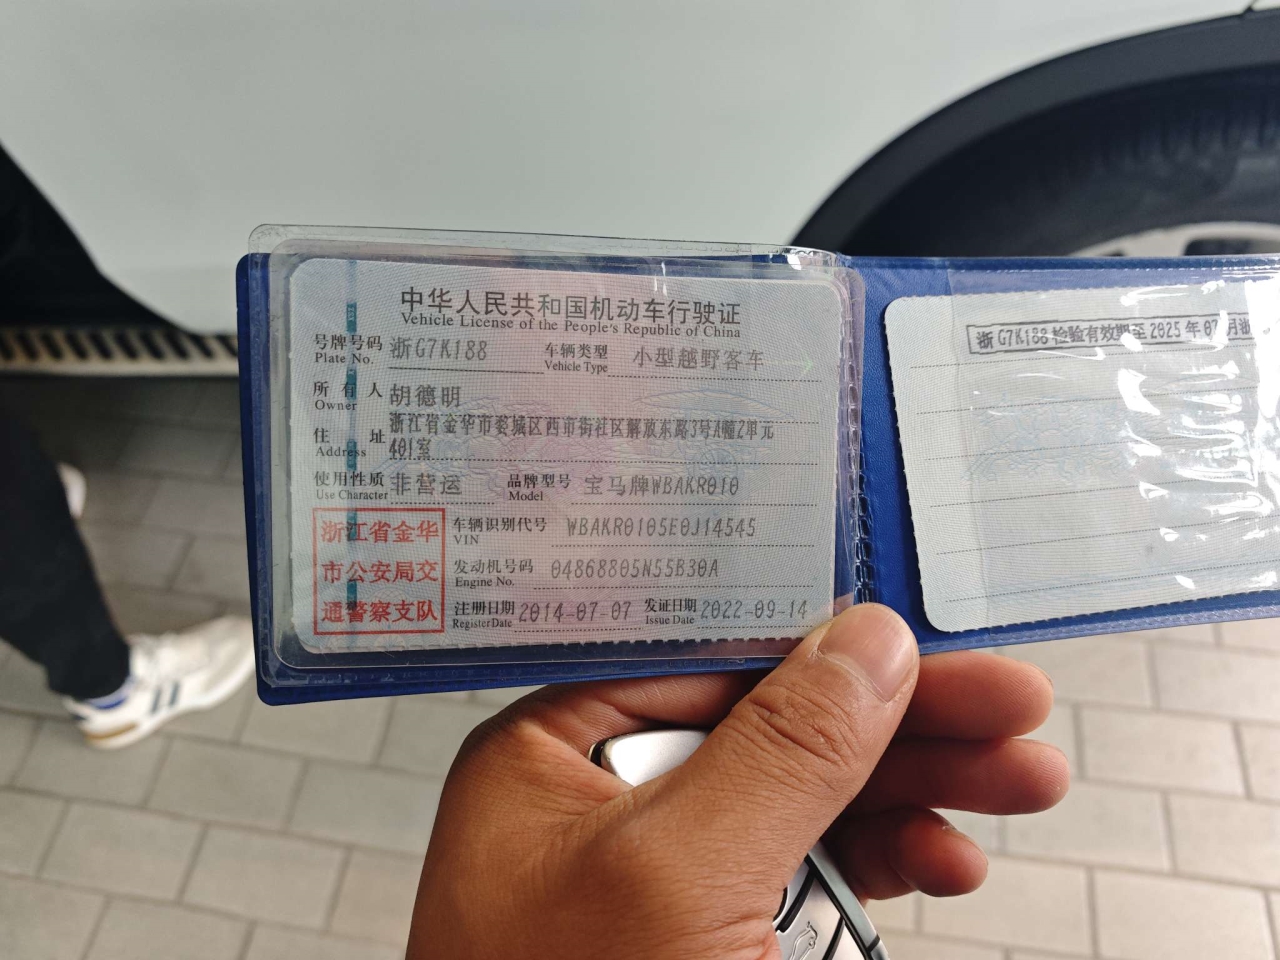 中华人民共和国机动车行驶证
Vehicle License of the People's Republic of China
号牌号码 浙G7K188 车辆类型 小型越野客车
Plate No. Vehicle Type
所有人 胡德明
Owner
住址 浙江省金华市婺城区西市街社区解放东路3号A幢2单元
Address 401室
使用性质 非营运 品牌型号 宝马牌WBAKR010
Use Character Model
浙江省金华
市公安局交
通警察支队
车辆识别代号 WBAKR0105E0J14545
VIN
发动机号码 04868805N55B30A
Engine No.
注册日期 2014-07-07 发证日期 2022-09-14
Register Date Issue Date
浙G7K188 检验有效期至2025年07月浙